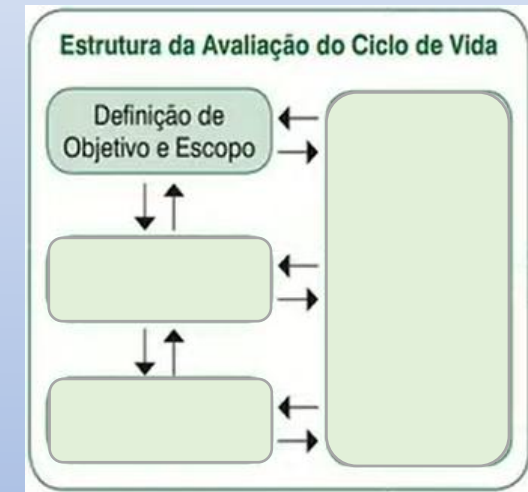 Estrutura da Avaliação do Ciclo de Vida
Definição de
Objetivo e Escopo